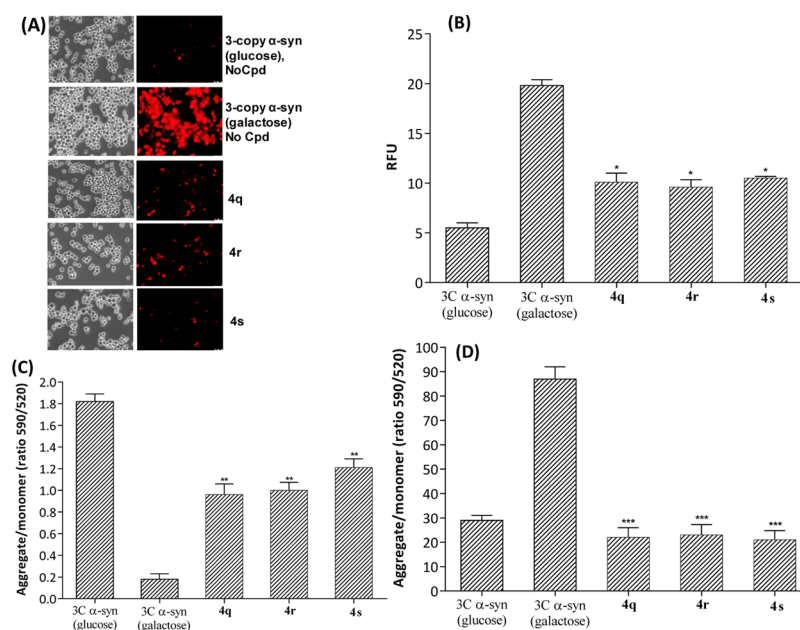 (A)
3-copy α-syn
(glucose),
NoCpd
3-copy α-syn
(galactose)
No Cpd
4q
4r
4s
(B)
RFU
25
20
15
10
5
0
*
*
*
3C α-syn
(glucose)
3C α-syn
(galactose)
4q
4r
4s
(C)
Aggregate/monomer (ratio 590/520)
2.0
1.8
1.6
1.4
1.2
1.0
0.8
0.6
0.4
0.2
0.0
**
**
**
3C α-syn
(glucose)
3C α-syn
(galactose)
4q
4r
4s
(D)
Aggregate/monomer (ratio 590/520)
100
90
80
70
60
50
40
30
20
10
0
***
***
***
3C α-syn
(glucose)
3C α-syn
(galactose)
4q
4r
4s